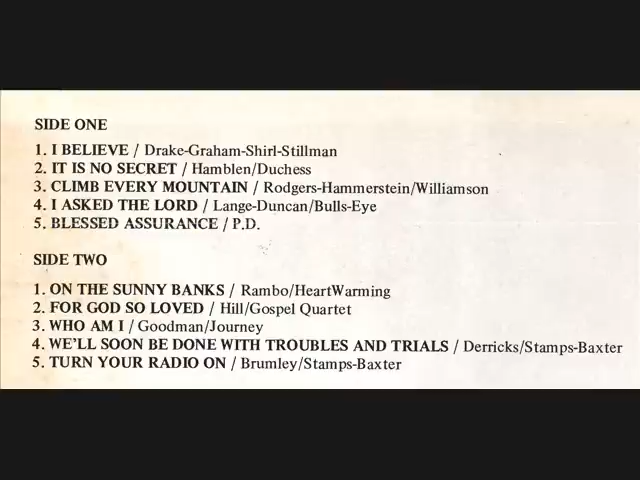 SIDE ONE
1. I BELIEVE / Drake-Graham-Shirl-Stillman
2. IT IS NO SECRET / Hamblen/Duchess
3. CLIMB EVERY MOUNTAIN / Rodgers-Hammerstein/Williamson
4. I ASKED THE LORD / Lange-Duncan/Bulls-Eye
5. BLESSED ASSURANCE / P.D.
SIDE TWO
1. ON THE SUNNY BANKS / Rambo/HeartWarming
2. FOR GOD SO LOVED / Hill/Gospel Quartet
3. WHO AM I / Goodman/Journey
4. WE'LL SOON BE DONE WITH TROUBLES AND TRIALS / Derricks/Stamps-Baxter
5. TURN YOUR RADIO ON / Brumley/Stamps-Baxter